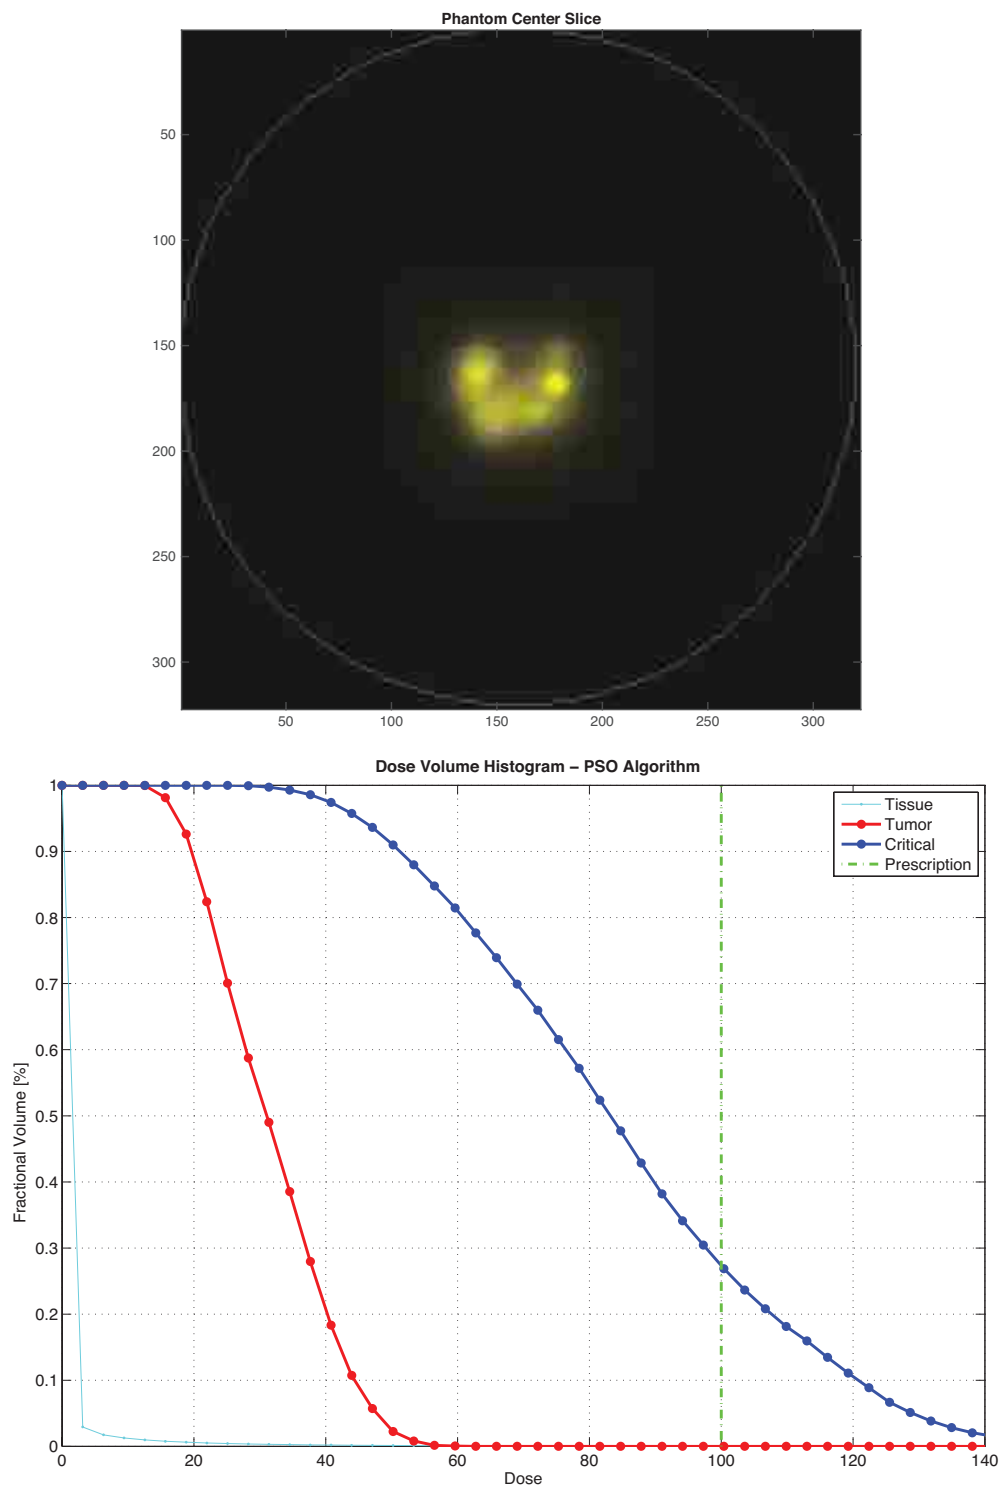 Phantom Center Slice
50
100
150
200
250
300
50 100 150 200 250 300
Dose Volume Histogram – PSO Algorithm
1
0.9
0.8
0.7
0.6
0.5
0.4
0.3
0.2
0.1
0
Fractional Volume [%]
Tissue
Tumor
Critical
Prescription
0 20 40 60 80 100 120 140
Dose